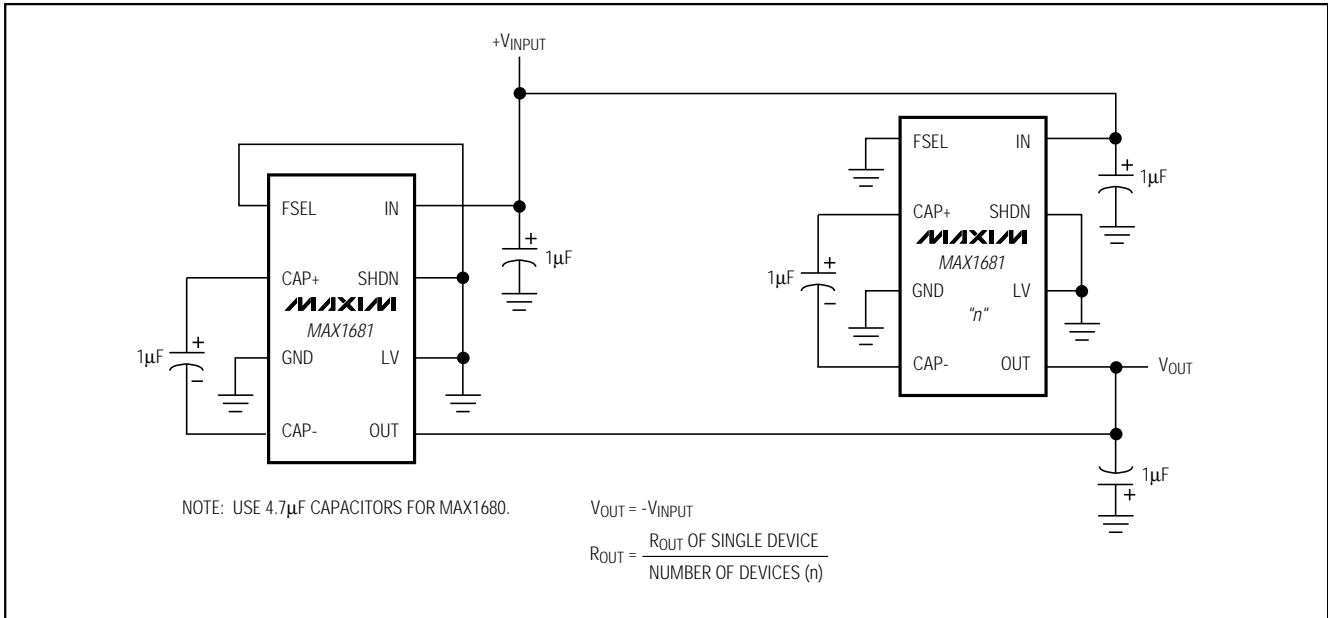 +VINPUT
FSEL
IN
CAP+
SHDN
MAXIM
MAX1681
GND
LV
CAP-
OUT
1µF
+
−
+
1µF
FSEL
IN
CAP+
SHDN
MAXIM
MAX1681
GND
"n"
LV
CAP-
OUT
1µF
+
−
+
1µF
VOUT
1µF
+
NOTE: USE 4.7µF CAPACITORS FOR MAX1680.
VOUT = -VINPUT
ROUT = ROUT OF SINGLE DEVICE
NUMBER OF DEVICES (n)